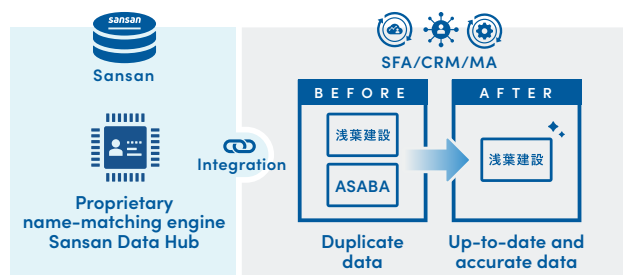 sansan
Sansan
Proprietary
name-matching engine
Sansan Data Hub
Integration
SFA/CRM/MA
BEFORE
浅葉建設
ASABA
Duplicate
data
AFTER
浅葉建設
Up-to-date and
accurate data